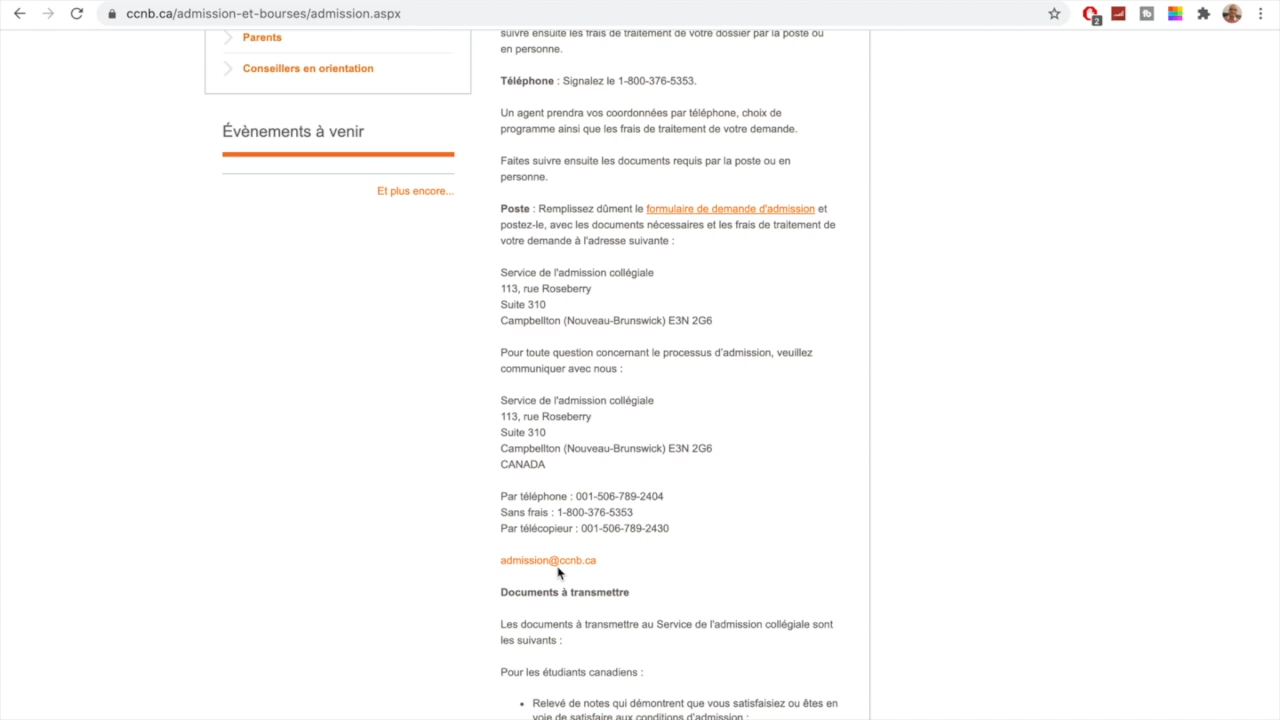 ccnb.ca/admission-et-bourses/admission.aspx
2
Parents
Conseillers en orientation
Évènements à venir
Et plus encore...
suivre ensuite les frais de traitement de votre dossier par la poste ou
en personne.
Téléphone : Signalez le 1-800-376-5353.
Un agent prendra vos coordonnées par téléphone, choix de
programme ainsi que les frais de traitement de votre demande.
Faites suivre ensuite les documents requis par la poste ou en
personne.
Poste : Remplissez dûment le formulaire de demande d'admission et
postez-le, avec les documents nécessaires et les frais de traitement de
votre demande à l'adresse suivante :
Service de l'admission collégiale
113, rue Roseberry
Suite 310
Campbellton (Nouveau-Brunswick) E3N 2G6
Pour toute question concernant le processus d'admission, veuillez
communiquer avec nous :
Service de l'admission collégiale
113, rue Roseberry
Suite 310
Campbellton (Nouveau-Brunswick) E3N 2G6
CANADA
Par téléphone : 001-506-789-2404
Sans frais : 1-800-376-5353
Par télécopieur : 001-506-789-2430
admission@ccnb.ca
Documents à transmettre
Les documents à transmettre au Service de l'admission collégiale sont
les suivants :
Pour les étudiants canadiens :
• Relevé de notes qui démontrent que vous satisfaisiez ou êtes en
voie de satisfaire aux conditions d'admission ;